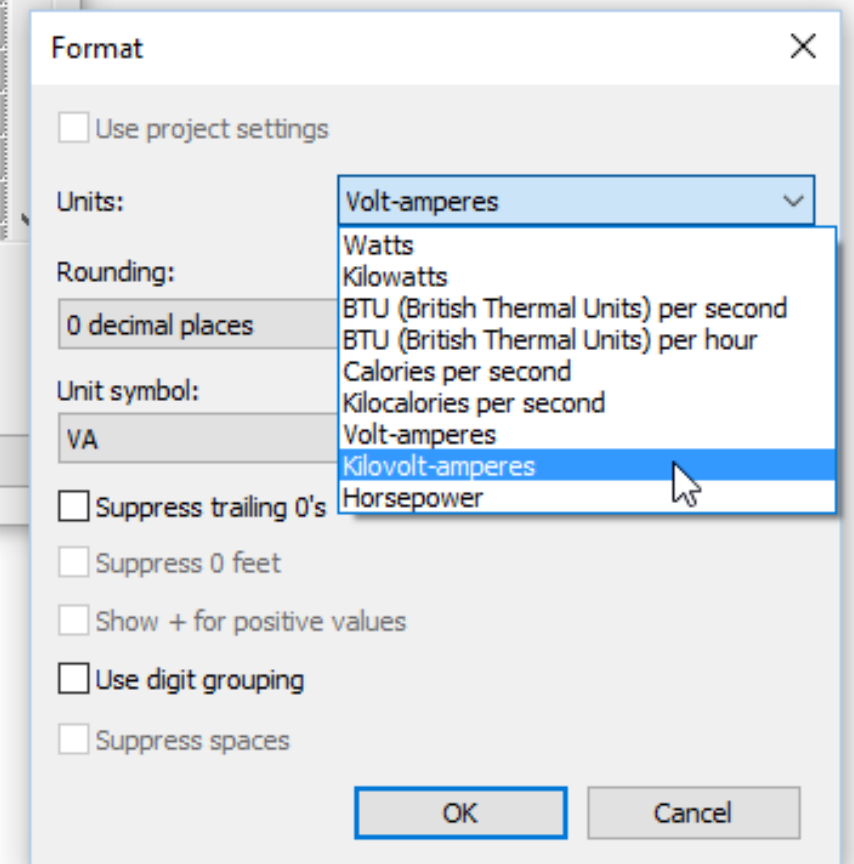 Format
Use project settings
Units:
Volt-amperes
Watts
Kilowatts
BTU (British Thermal Units) per second
BTU (British Thermal Units) per hour
Calories per second
Kilocalories per second
Volt-amperes
Kilovolt-amperes
Horsepower
Rounding:
0 decimal places
Unit symbol:
VA
Suppress trailing 0's
Suppress 0 feet
Show + for positive values
Use digit grouping
Suppress spaces
OK Cancel